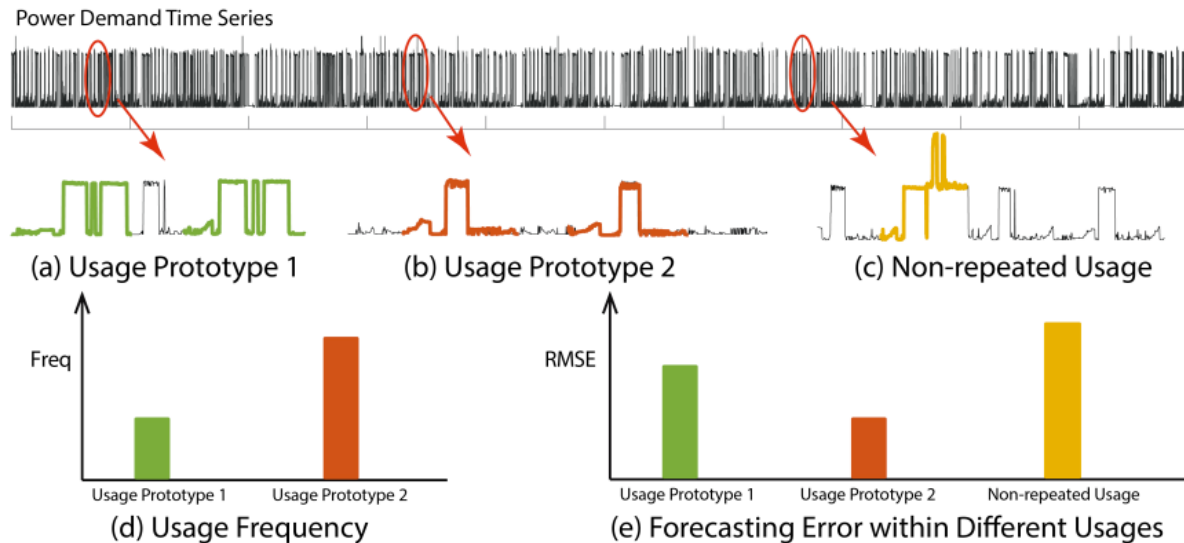 Power Demand Time Series
(a) Usage Prototype 1
(b) Usage Prototype 2
(c) Non-repeated Usage
Freq
Usage Prototype 1
Usage Prototype 2
(d) Usage Frequency
RMSE
Usage Prototype 1
Usage Prototype 2
Non-repeated Usage
(e) Forecasting Error within Different Usages